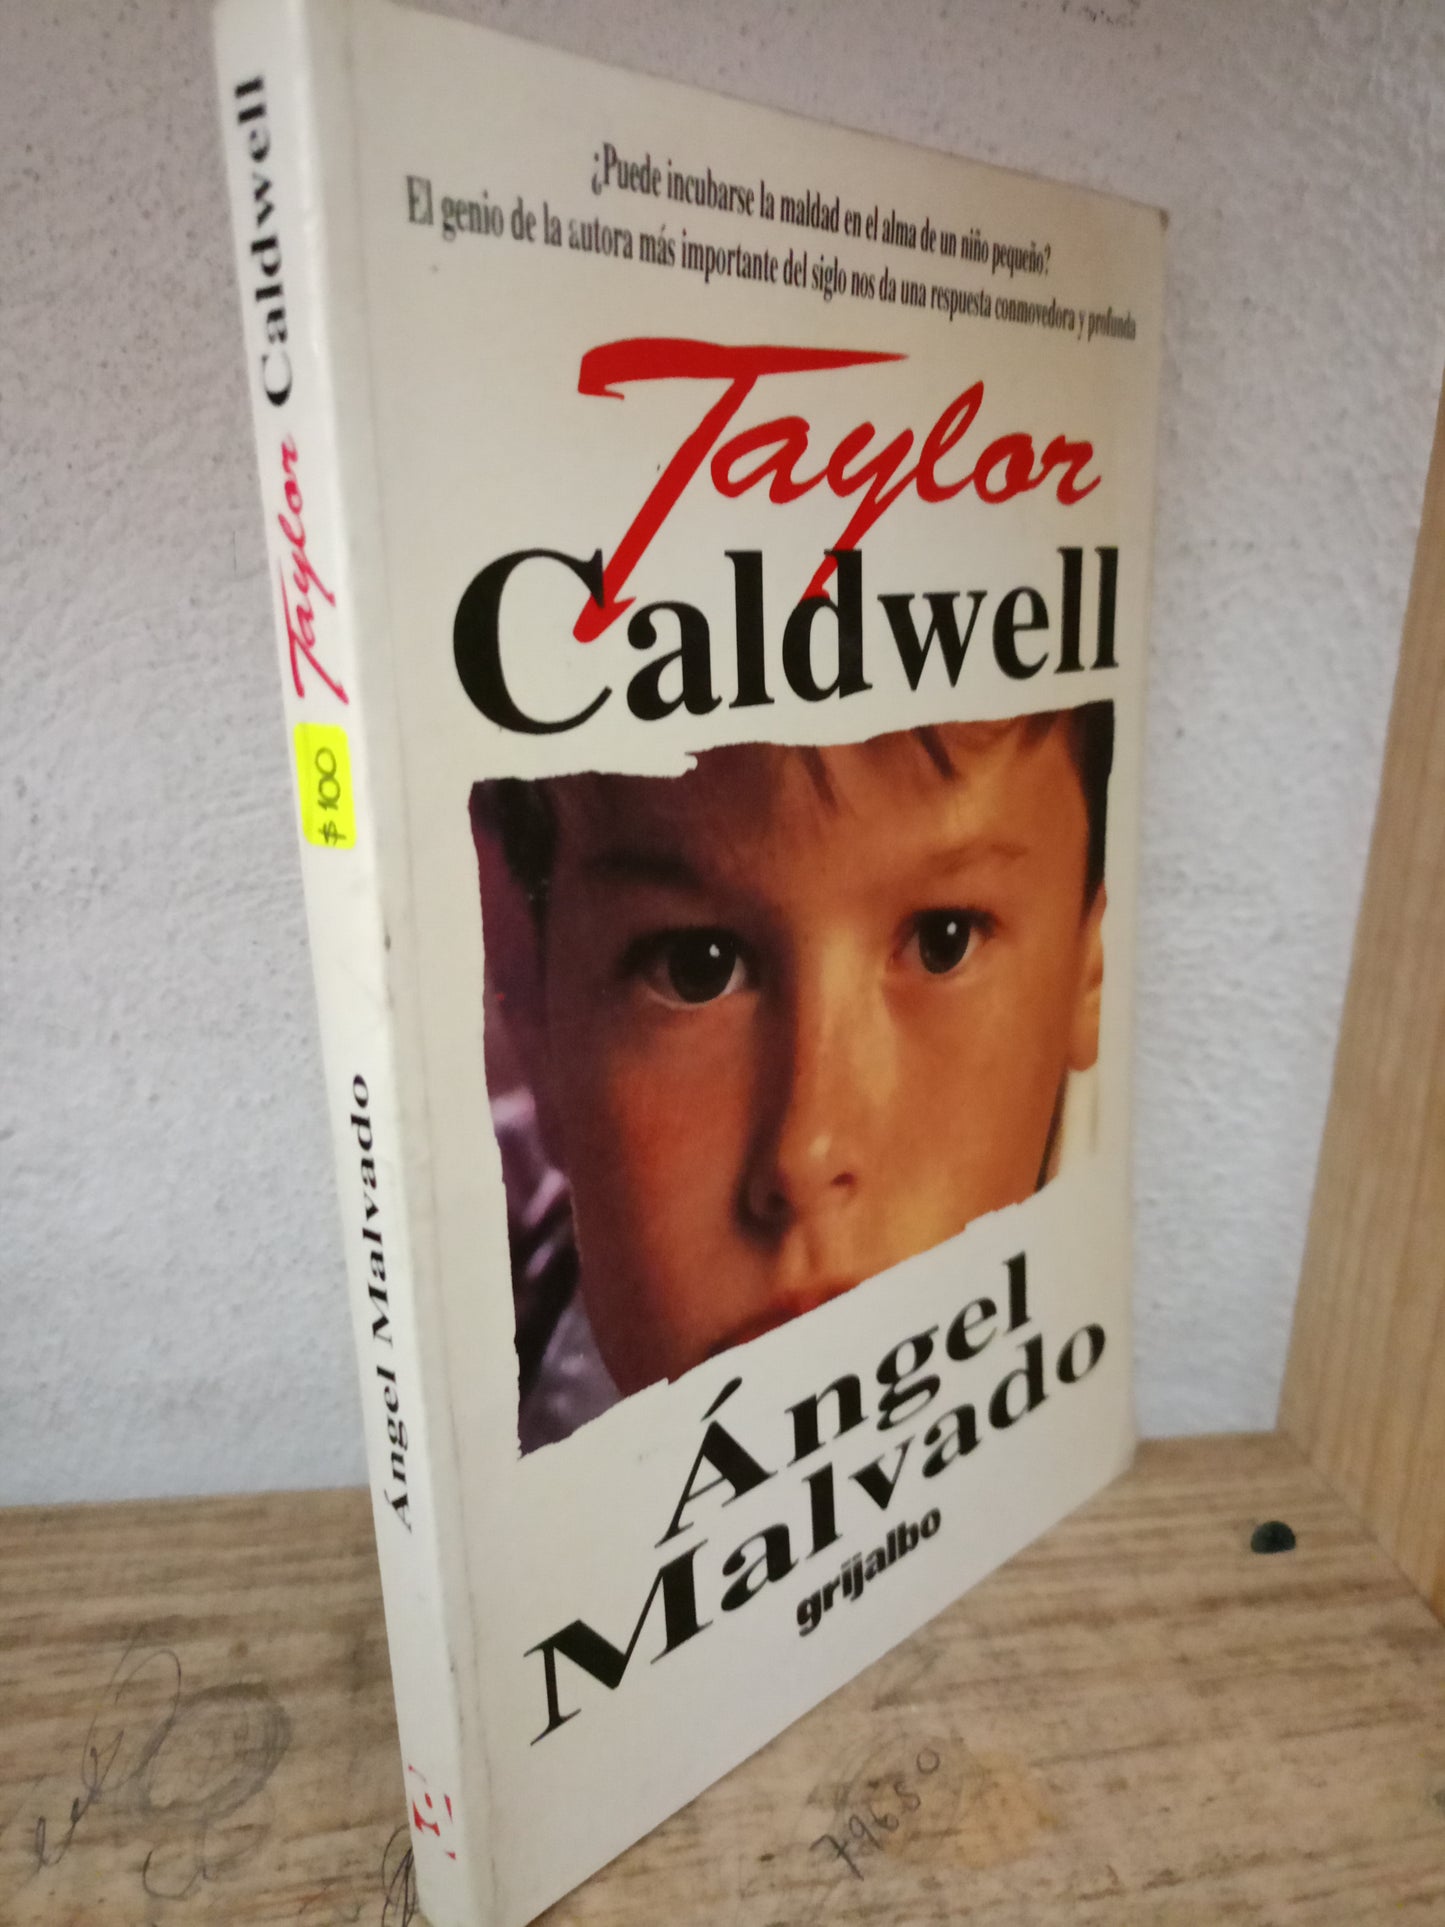 ¿Puede incubarse la maldad en el alma de un niño pequeño?
El genio de la autora más importante del siglo nos da una respuesta conmovedora y profunda
Taylor
Caldwell
Ángel
Malvado
grijalbo
Taylor Caldwell
$100
Ángel Malvado